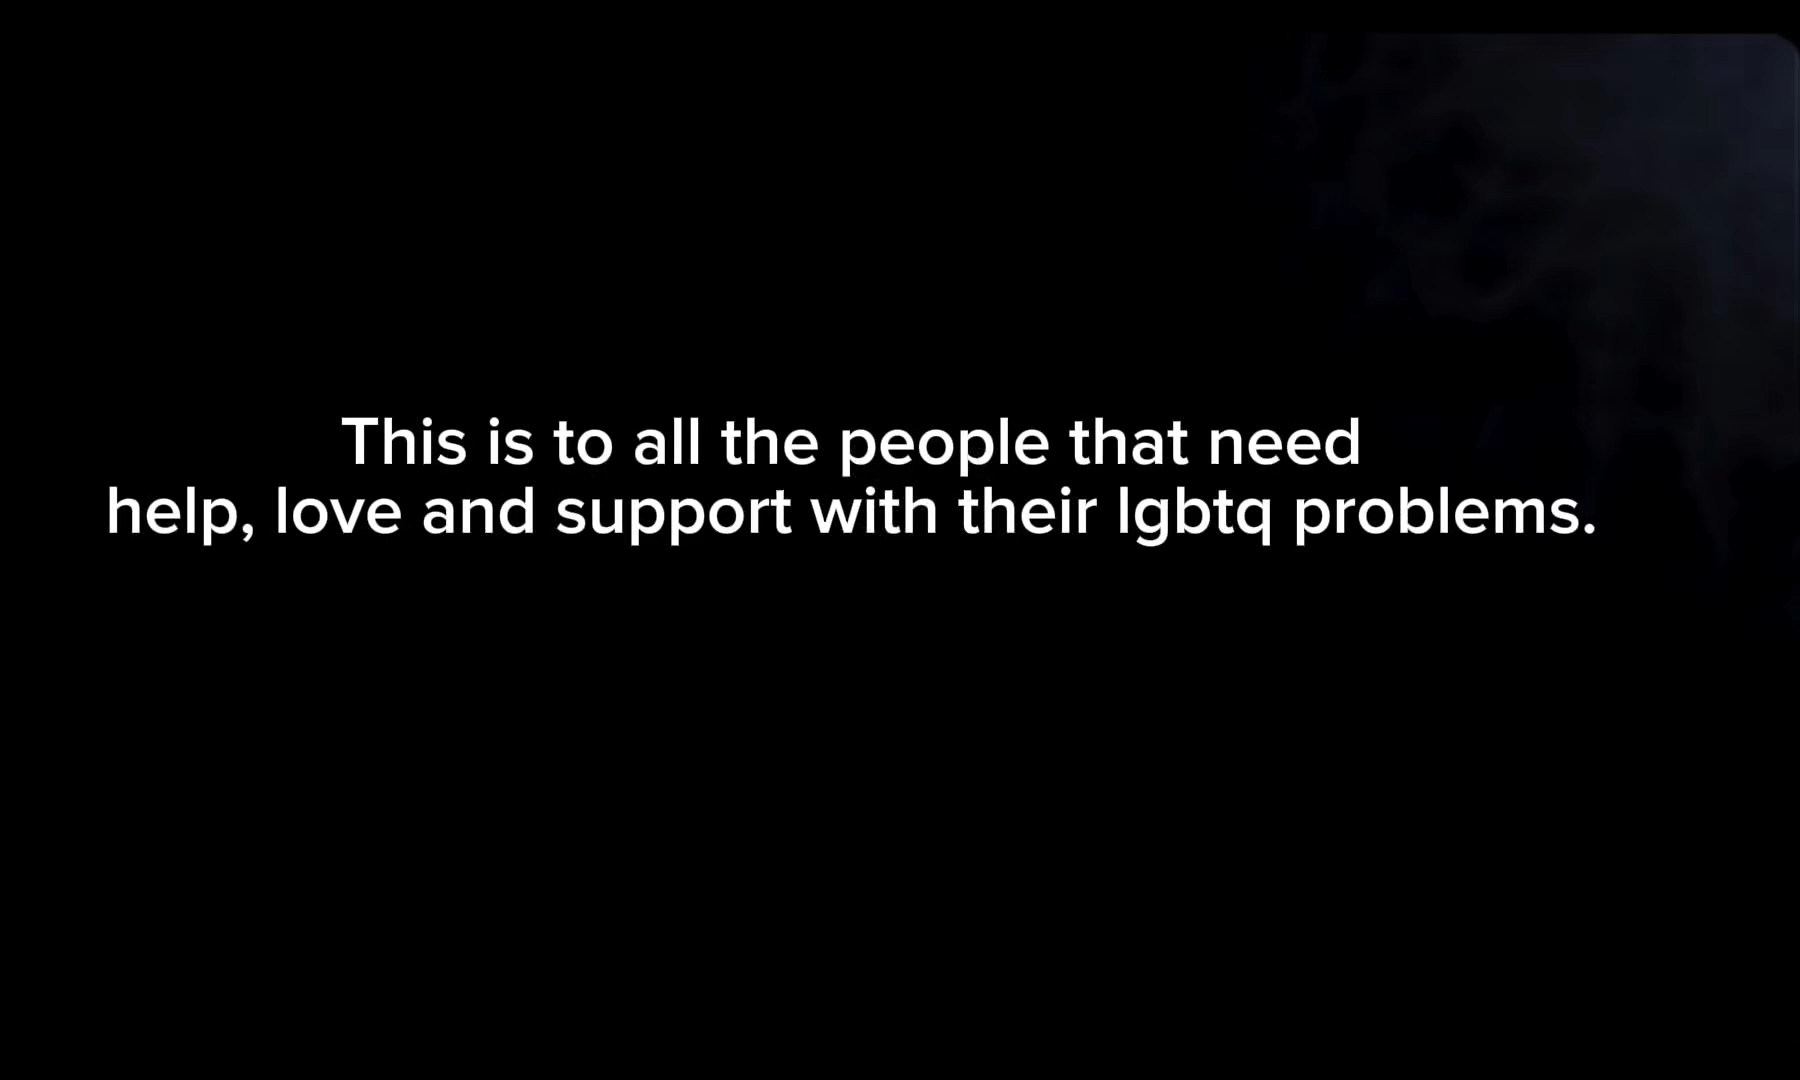 This is to all the people that need
help, love and support with their lgbtq problems.